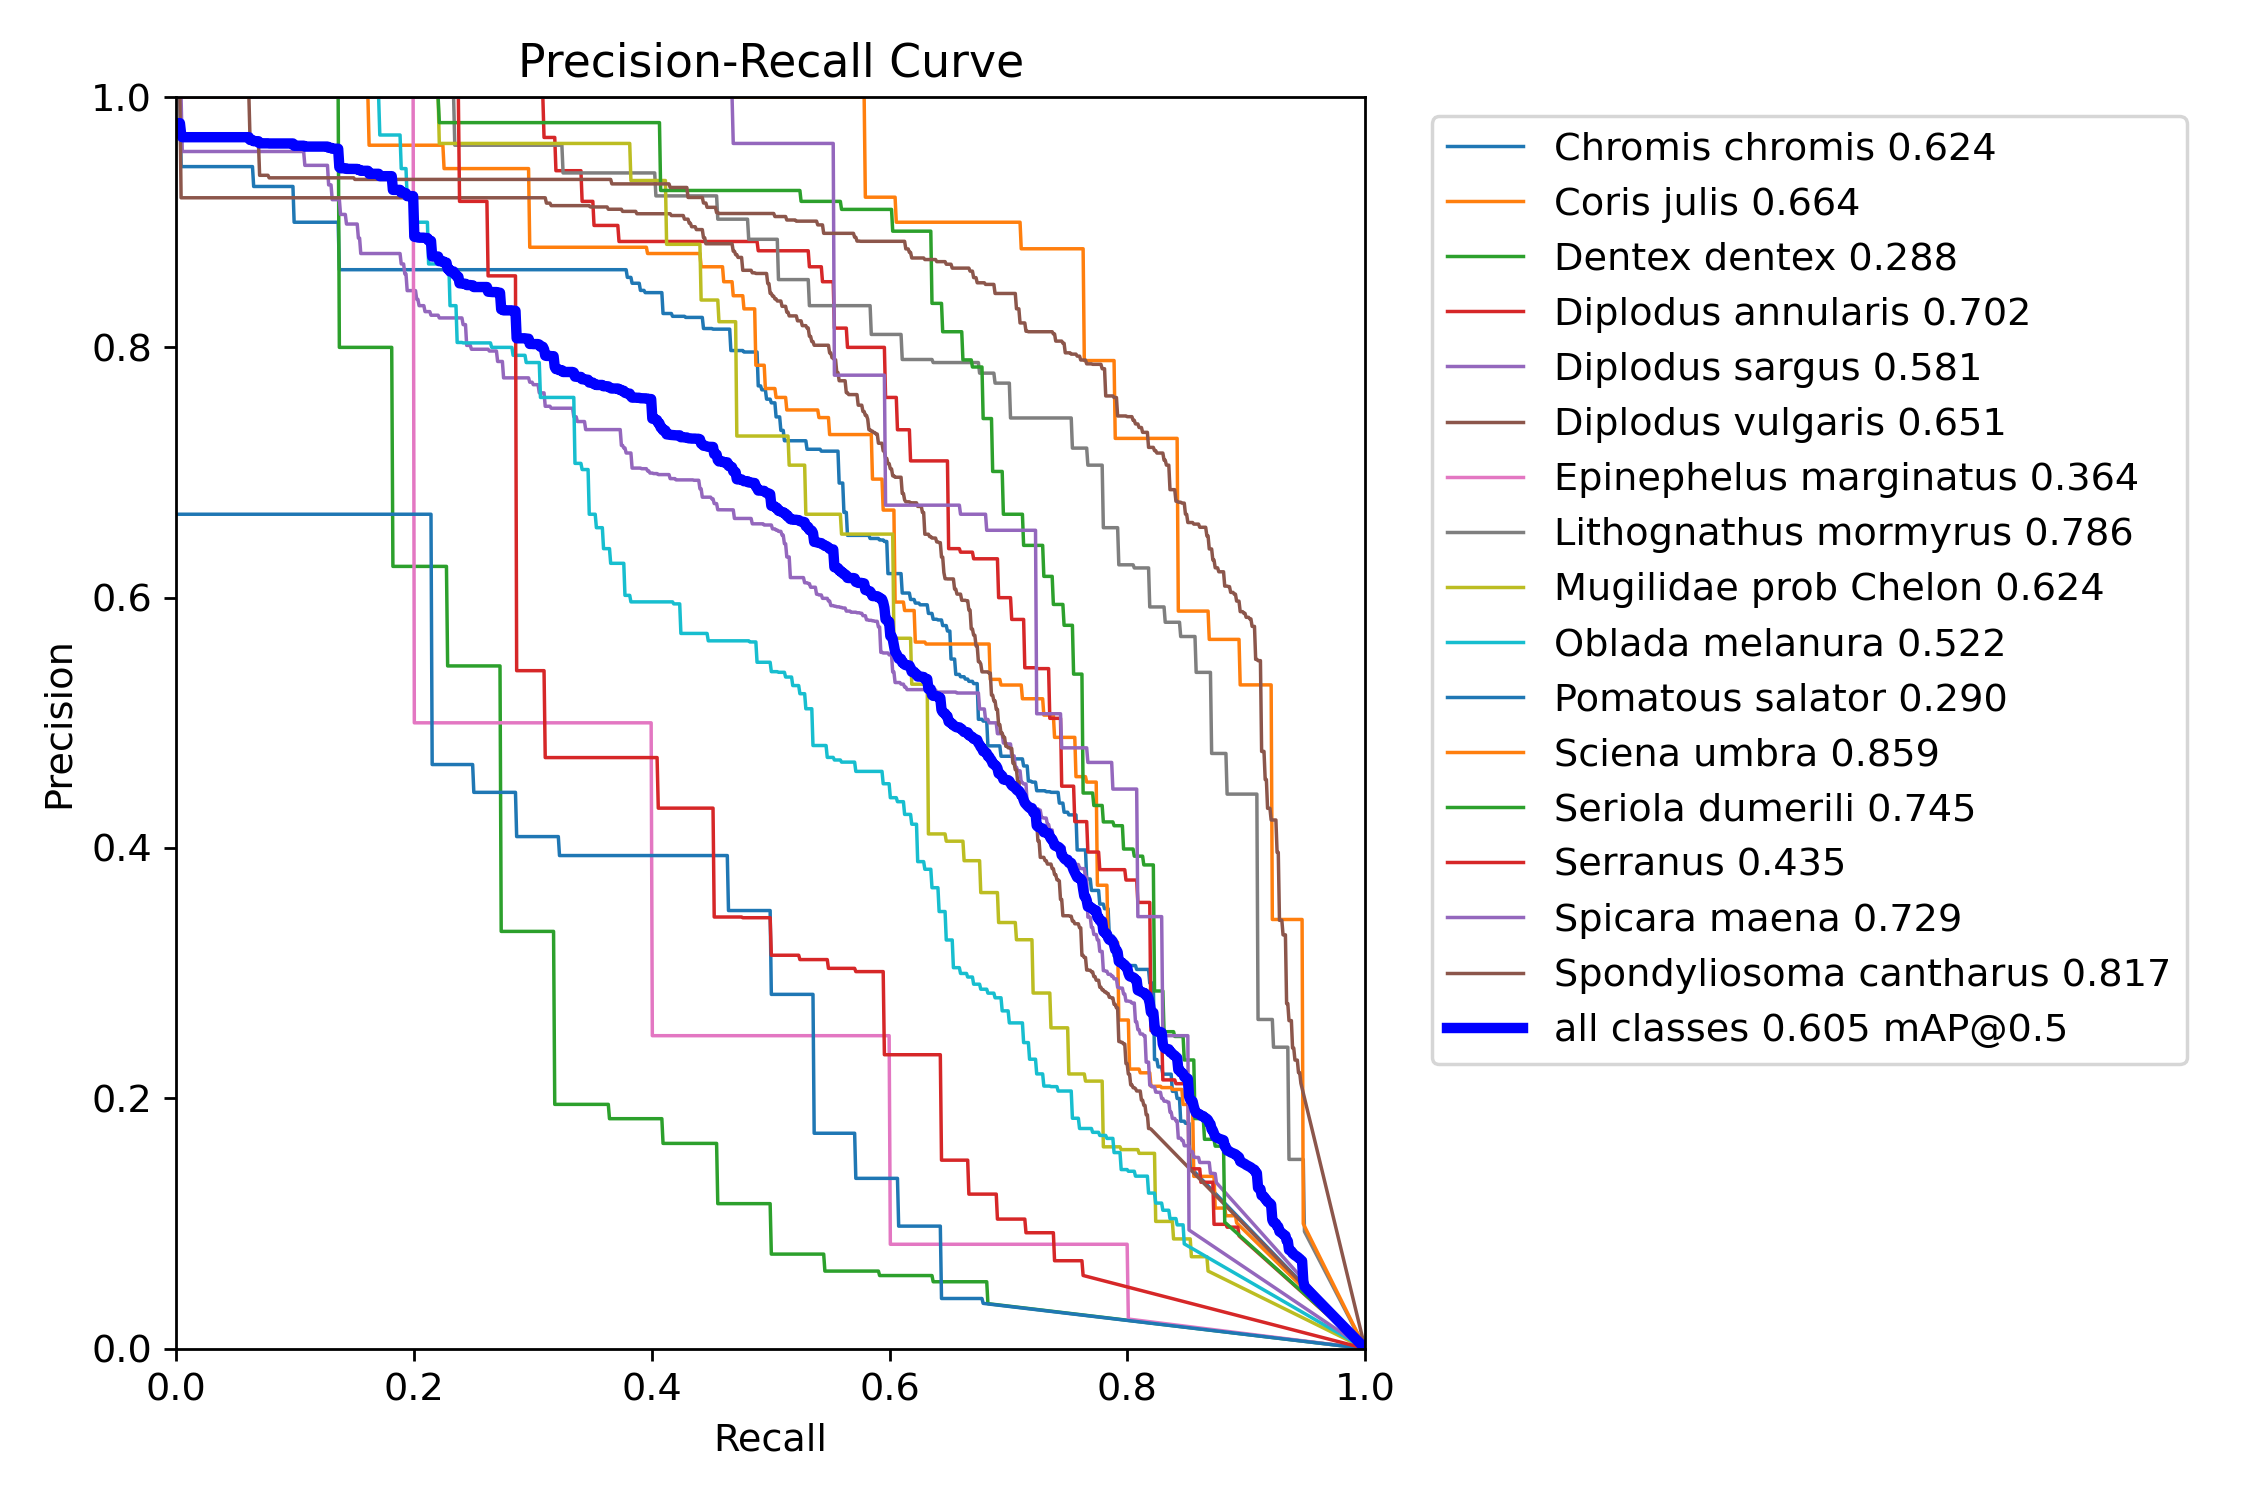 Precision-Recall Curve
1.0
0.8
0.6
0.4
0.2
0.0
Precision
0.0 0.2 0.4 0.6 0.8 1.0
Recall
Chromis chromis 0.624
Coris julis 0.664
Dentex dentex 0.288
Diplodus annularis 0.702
Diplodus sargus 0.581
Diplodus vulgaris 0.651
Epinephelus marginatus 0.364
Lithognathus mormyrus 0.786
Mugilidae prob Chelon 0.624
Oblada melanura 0.522
Pomatous salator 0.290
Sciena umbra 0.859
Seriola dumerili 0.745
Serranus 0.435
Spicara maena 0.729
Spondyliosoma cantharus 0.817
all classes 0.605 mAP@0.5